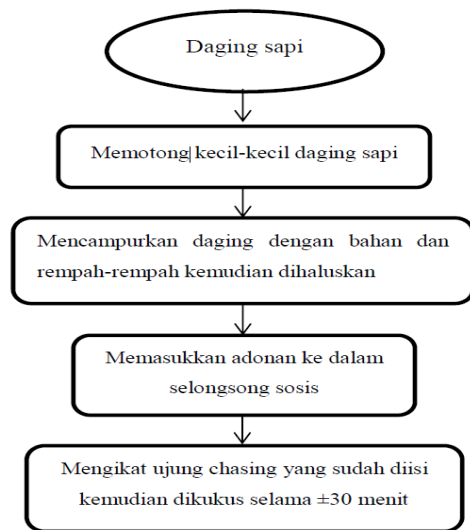 Daging sapi
Memotong kecil-kecil daging sapi
Mencampurkan daging dengan bahan dan
rempah-rempah kemudian dihaluskan
Memasukkan adonan ke dalam
selongsong sosis
Mengikat ujung chasing yang sudah diisi
kemudian dikukus selama ±30 menit